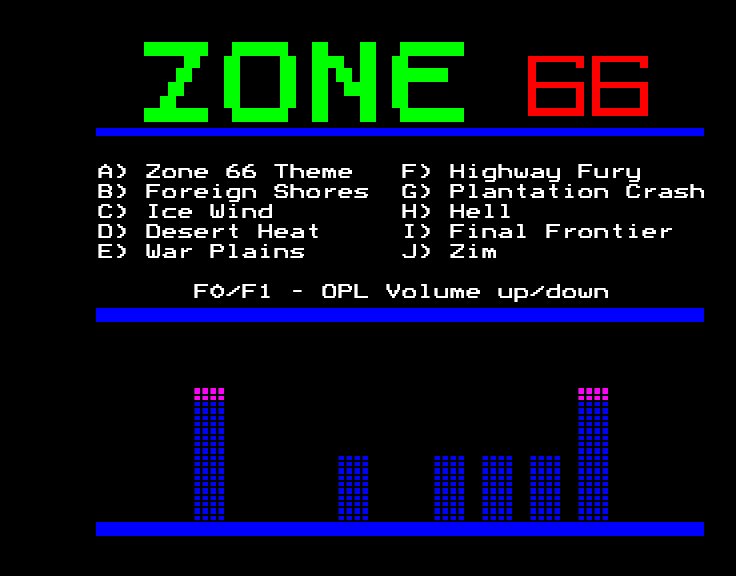 ZONE 66
A) Zone 66 Theme F) Highway Fury
B) Foreign Shores G) Plantation Crash
C) Ice Wind H) Hell
D) Desert Heat I) Final Frontier
E) War Plains J) Zim
F0/F1 - OPL Volume up/down